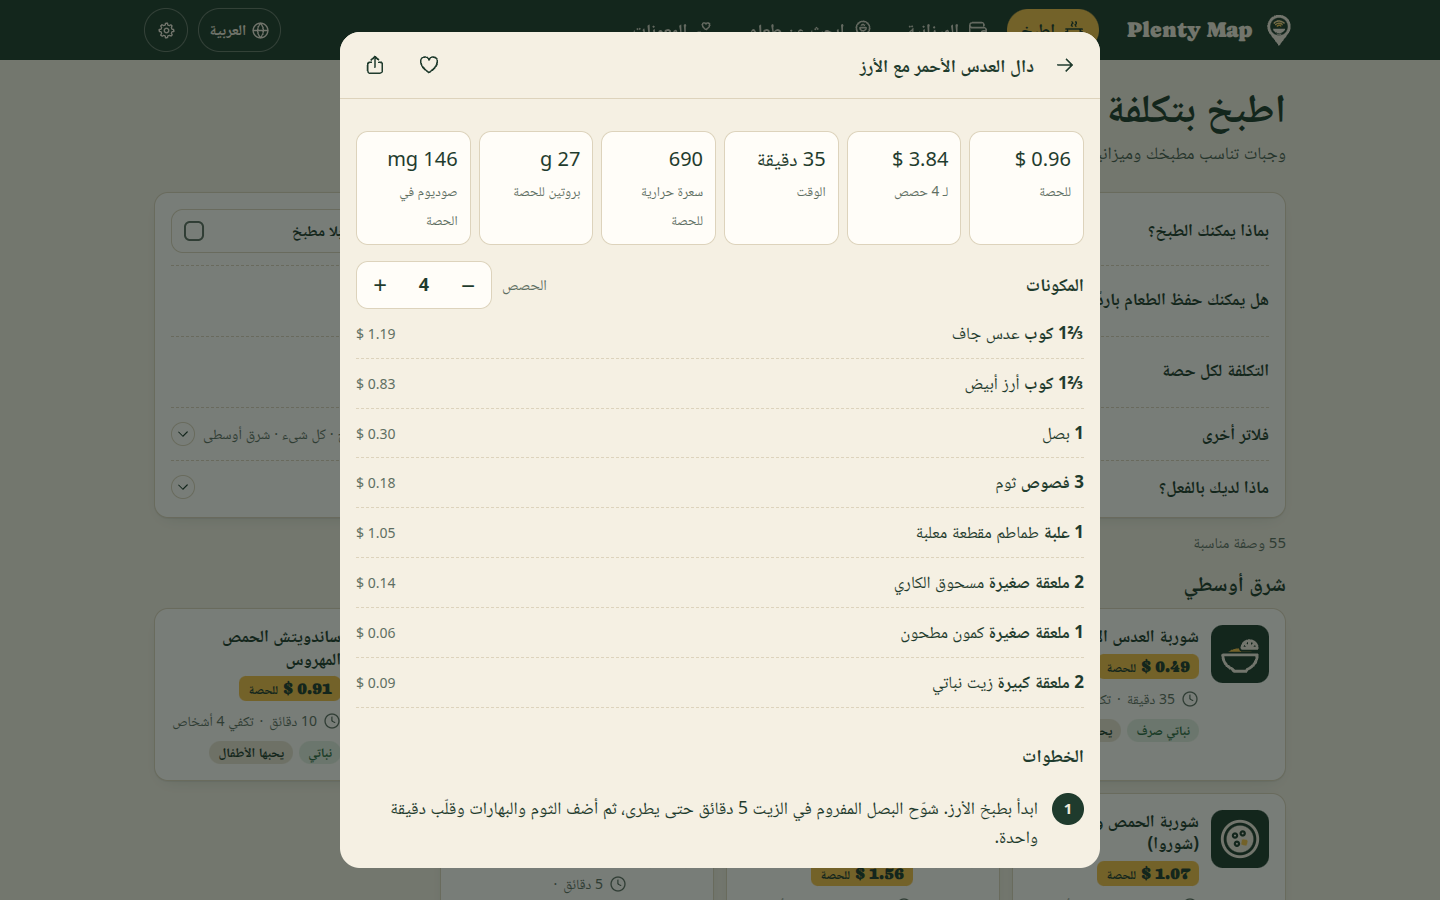 Plenty Map
العربية
دال العدس الأحمر مع الأرز
اطبخ بتكلفة
وجبات تناسب مطبخك
$ 0.96
للحصة
$ 3.84
لـ 4 حصص
35 دقيقة
الوقت
690
سعرة حرارية
للحصة
27 g
بروتين للحصة
146 mg
صوديوم في
الحصة
المكونات
الحصص
− 4 +
1⅔ كوب عدس جاف
$ 1.19
1⅔ كوب أرز أبيض
$ 0.83
1 بصل
$ 0.30
3 فصوص ثوم
$ 0.18
1 علبة طماطم مقطعة معلبة
$ 1.05
2 ملعقة صغيرة مسحوق الكاري
$ 0.14
1 ملعقة صغيرة كمون مطحون
$ 0.06
2 ملعقة كبيرة زيت نباتي
$ 0.09
الخطوات
1
ابدأ بطبخ الأرز. شوّح البصل المفروم في الزيت 5 دقائق حتى يطرى، ثم أضف الثوم والبهارات وقلّب دقيقة
واحدة.
بماذا يمكنك الطبخ؟
بلا مطبخ
هل يمكنك حفظ الطعام
التكلفة لكل حصة
فلاتر أخرى
· كل شيء · شرق أوسطي
ماذا لديك بالفعل؟
55 وصفة مناسبة
شرق أوسطي
شوربة العدس
$ 0.49 للحصة
35 دقيقة ·
نباتي صرف
ساندويتش الحمص
المهروس
$ 0.91 للحصة
10 دقائق · تكفي 4 أشخاص
نباتي
يحبها الأطفال
شوربة الحمص
(شوروا)
$ 1.07 للحصة
$ 1.56 للحصة
5 دقائق ·